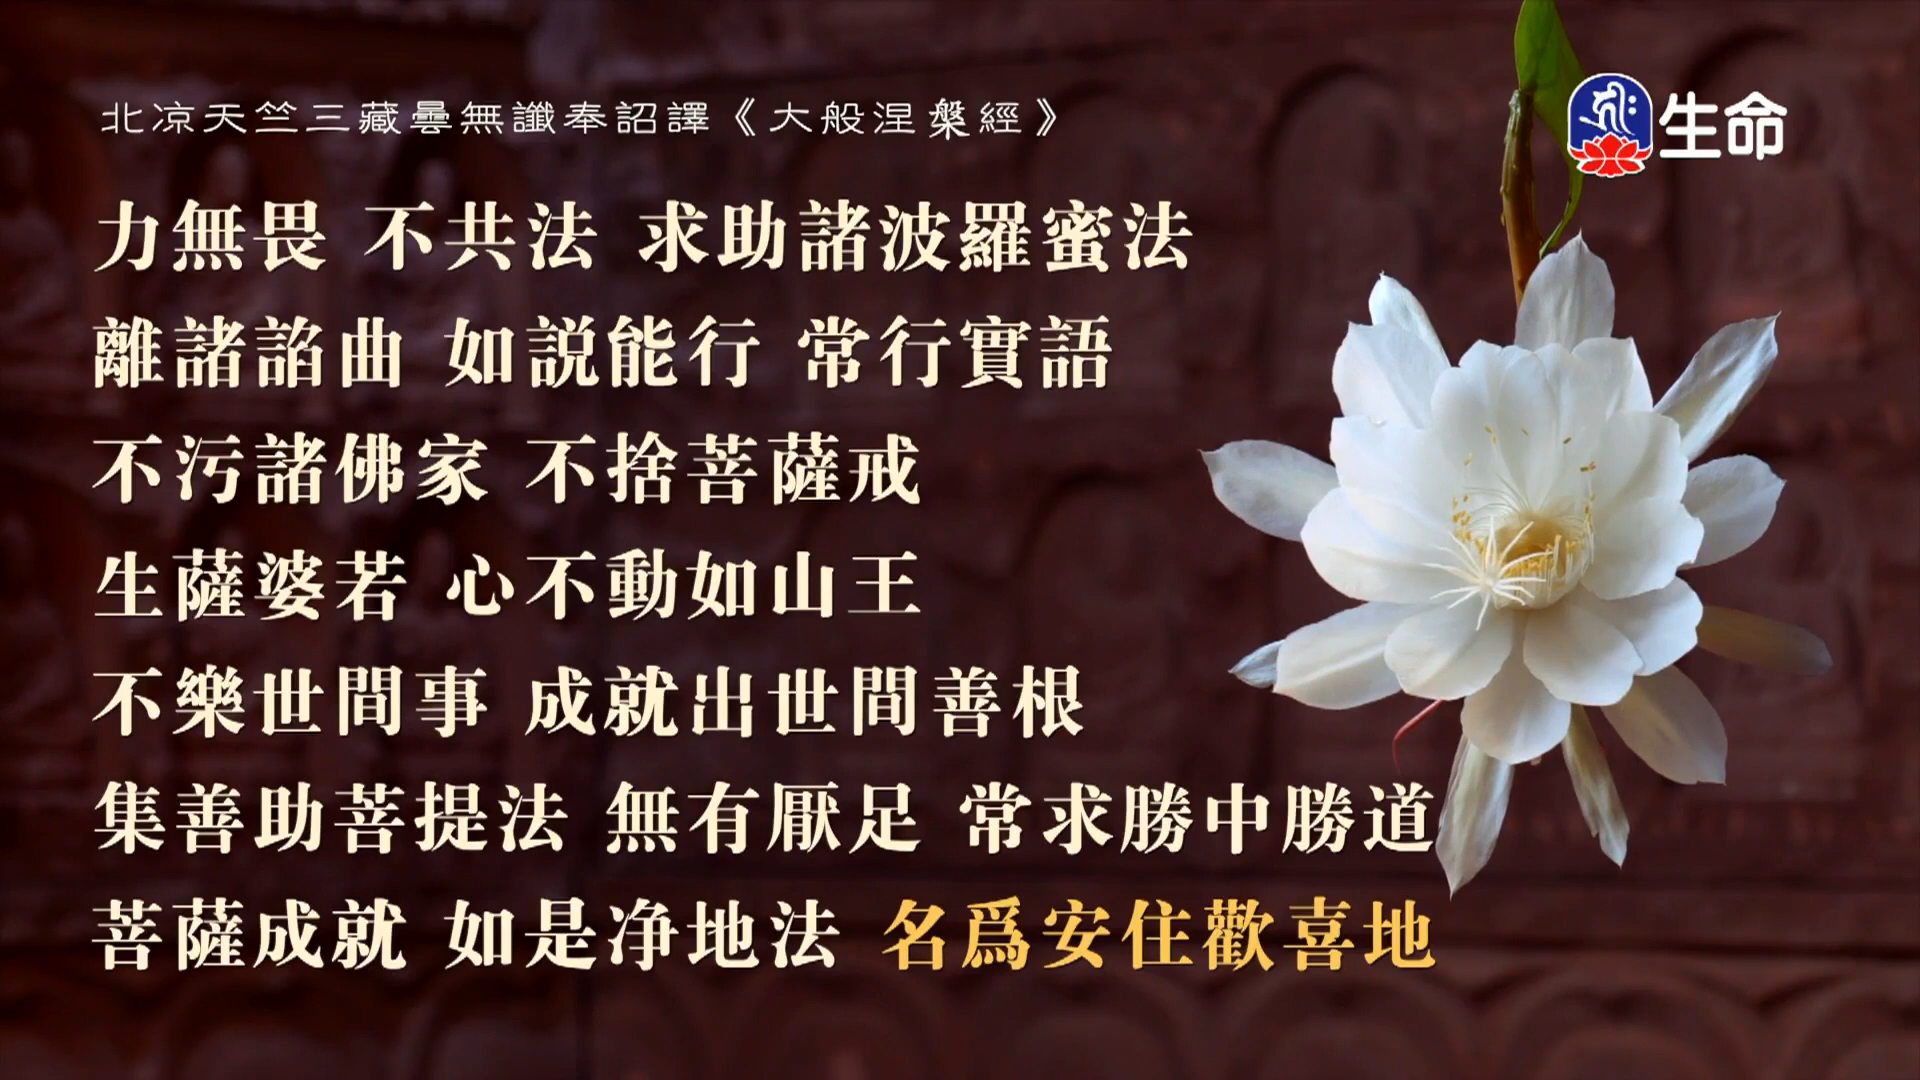 北凉天竺三藏曇無讖奉詔譯《大般涅槃經》
生命
力無畏 不共法 求助諸波羅蜜法
離諸諂曲 如説能行 常行實語
不污諸佛家 不捨菩薩戒
生薩婆若 心不動如山王
不樂世間事 成就出世間善根
集善助菩提法 無有厭足 常求勝中勝道
菩薩成就 如是净地法 名爲安住歡喜地